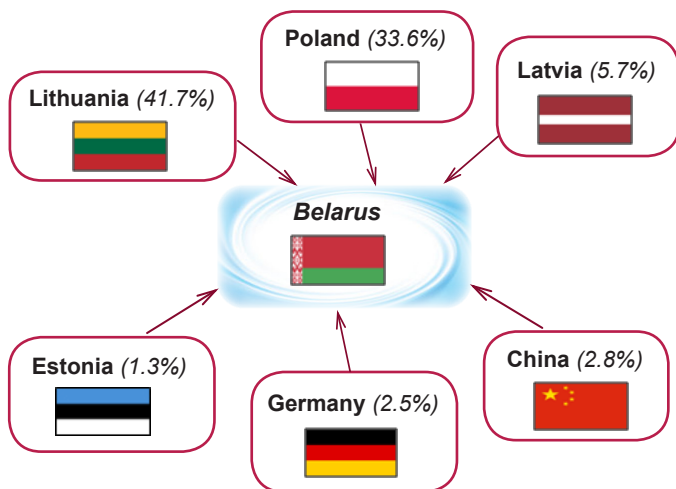 Poland (33.6%)
Latvia (5.7%)
Lithuania (41.7%)
Belarus
Estonia (1.3%)
Germany (2.5%)
China (2.8%)